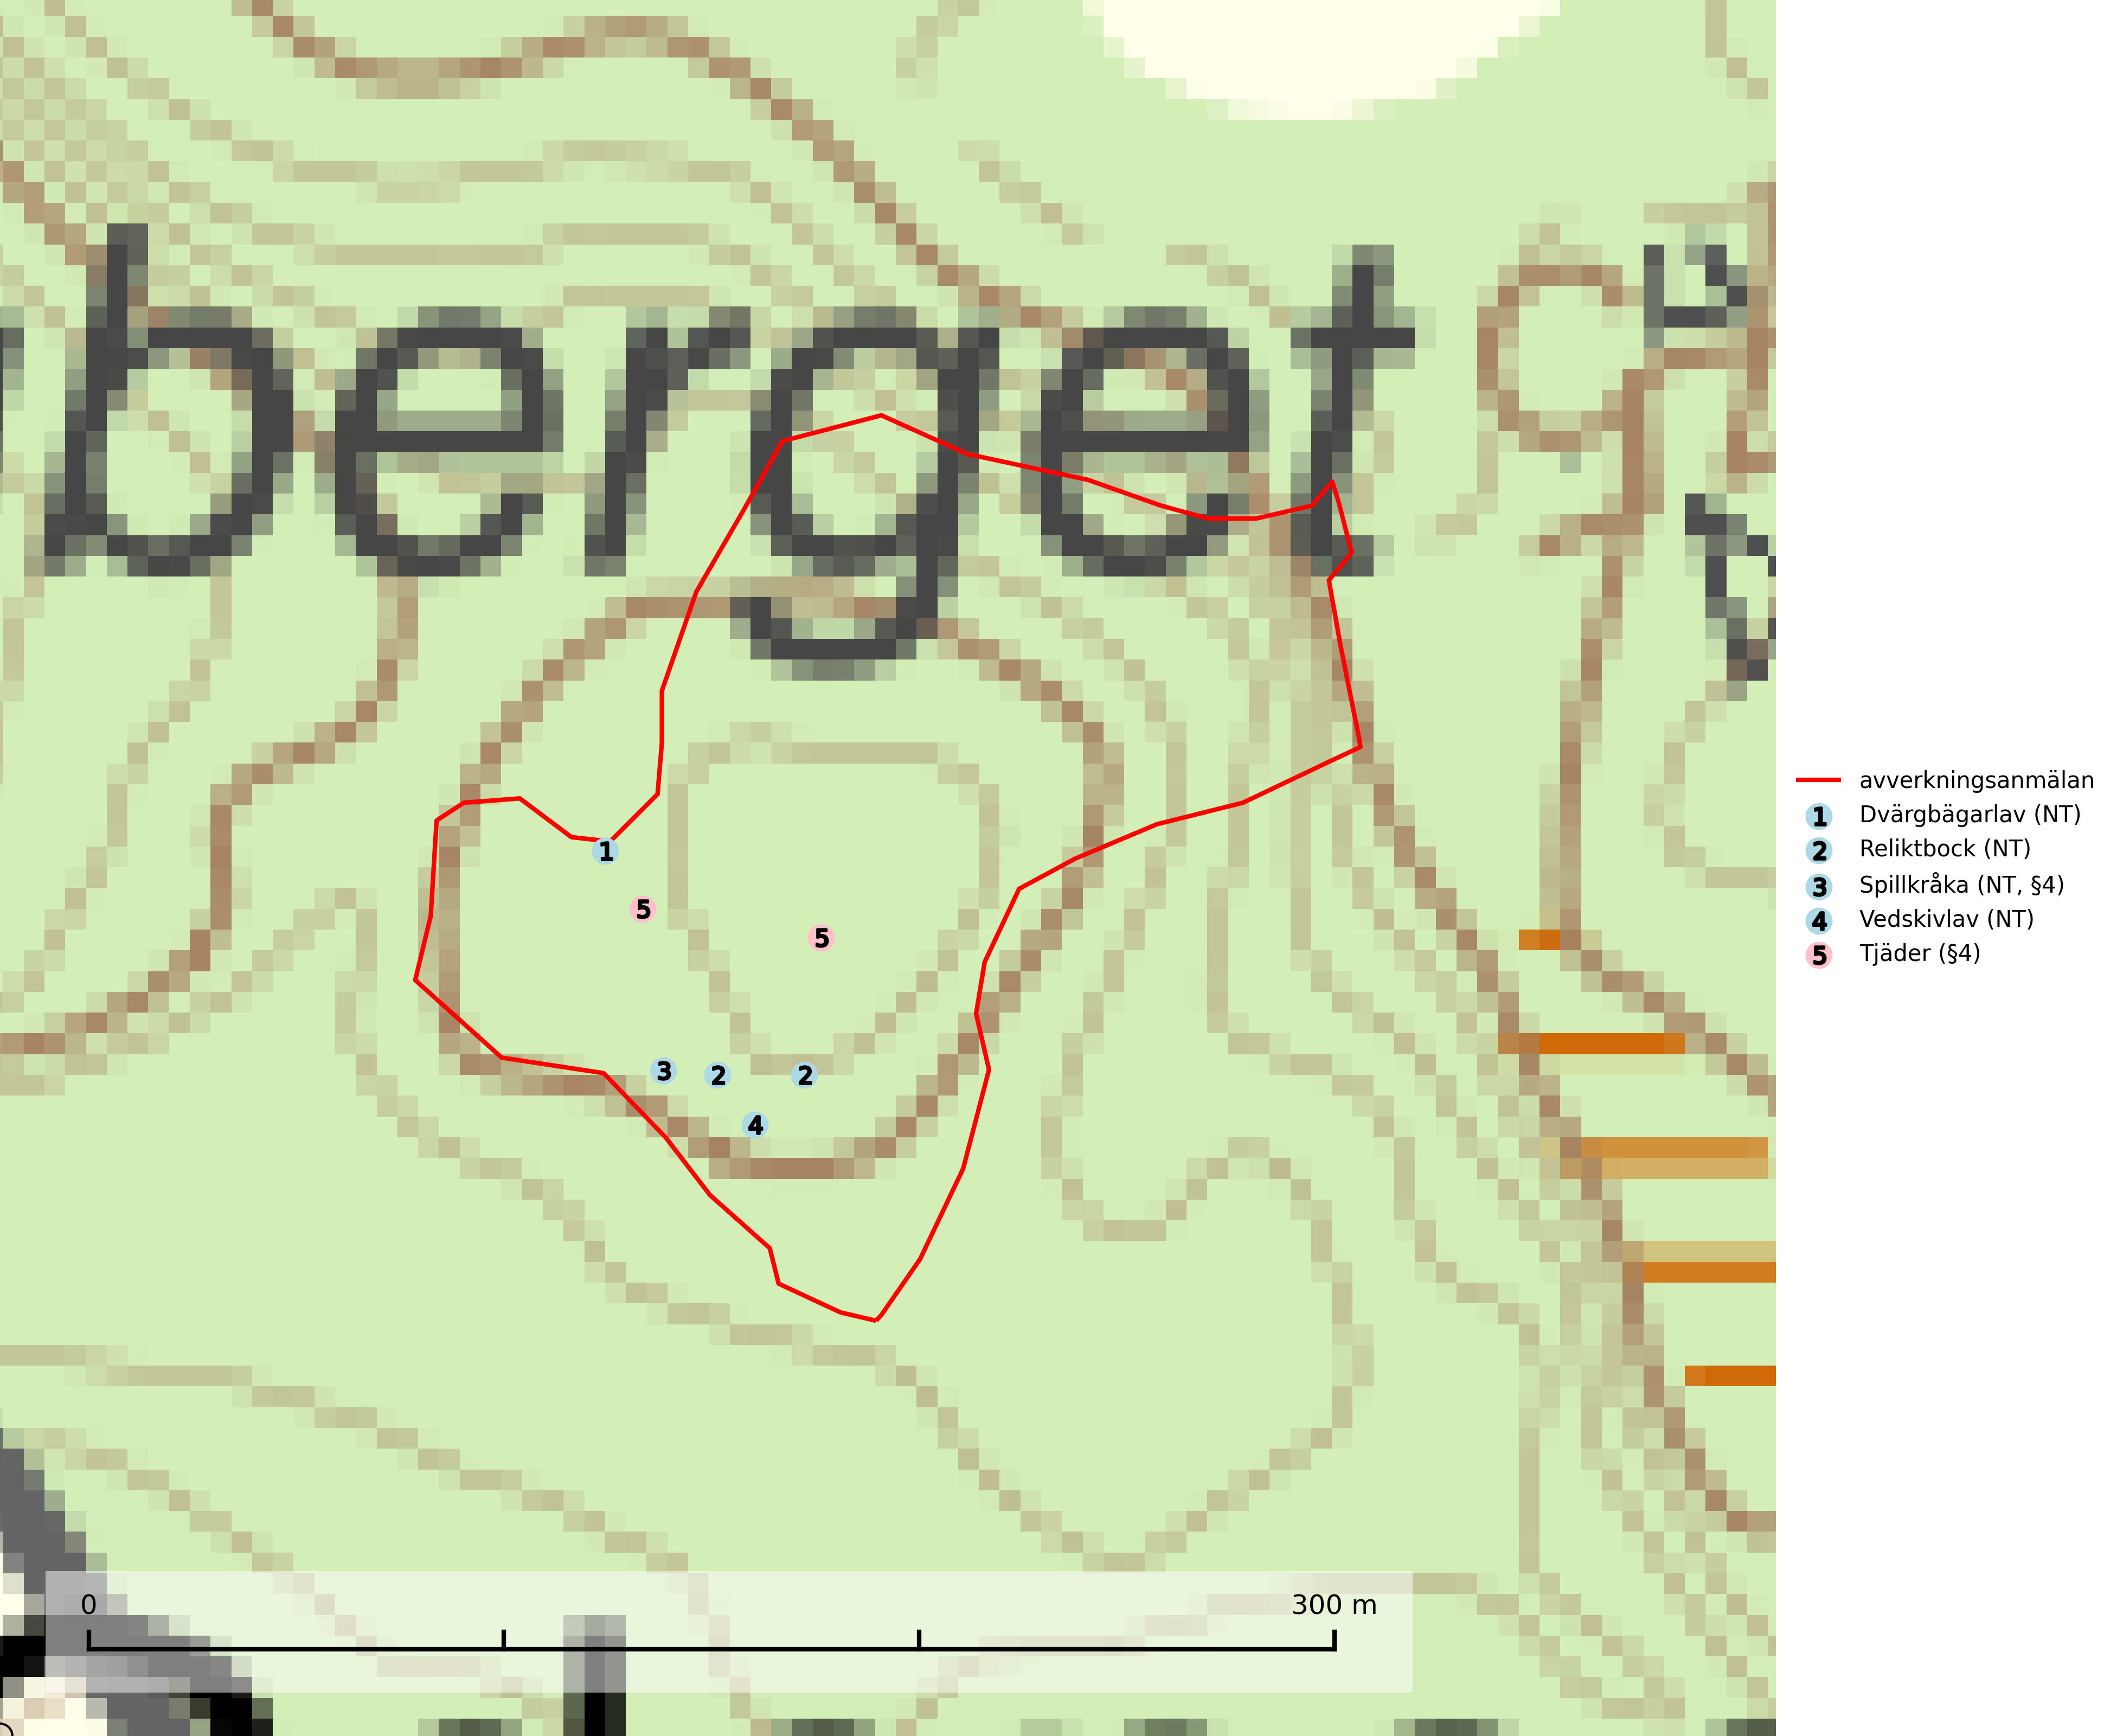 berget
avverkningsanmälan
1 Dvärgbägarlav (NT)
2 Reliktbock (NT)
3 Spillkråka (NT, §4)
4 Vedskivlav (NT)
5 Tjäder (§4)
1
5
5
3
2
2
4
0 300 m